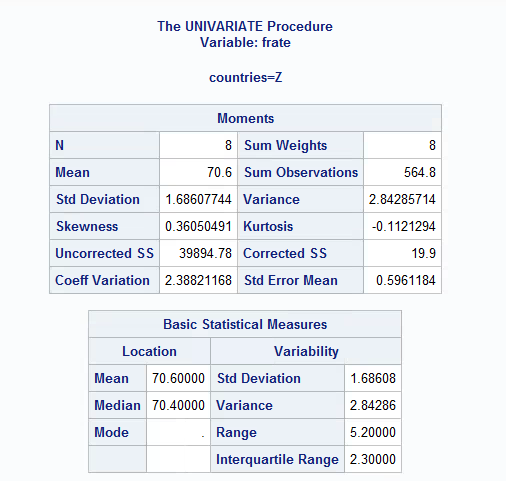 The UNIVARIATE Procedure
Variable: frate
countries=Z
Moments
N 8 Sum Weights 8
Mean 70.6 Sum Observations 564.8
Std Deviation 1.68607744 Variance 2.84285714
Skewness 0.36050491 Kurtosis -0.1121294
Uncorrected SS 39894.78 Corrected SS 19.9
Coeff Variation 2.38821168 Std Error Mean 0.5961184
Basic Statistical Measures
Location Variability
Mean 70.60000 Std Deviation 1.68608
Median 70.40000 Variance 2.84286
Mode . Range 5.20000
Interquartile Range 2.30000